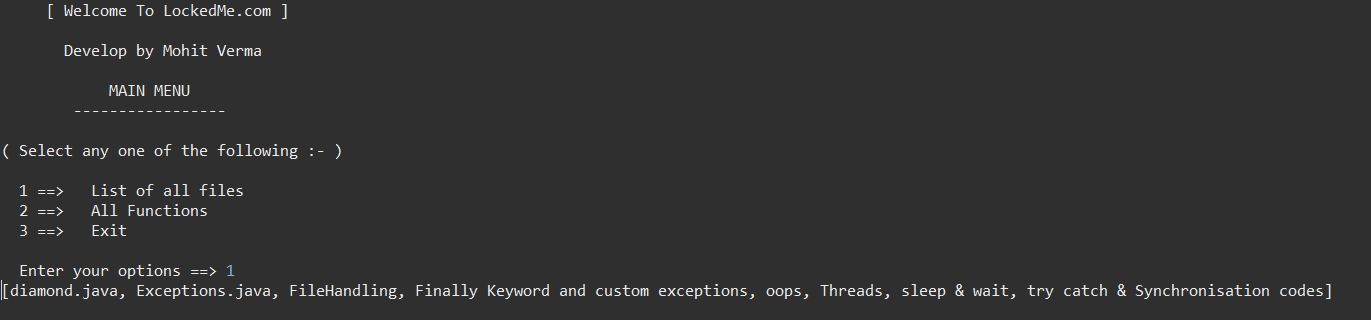 [ Welcome To LockedMe.com ]
Develop by Mohit Verma
MAIN MENU
-----------------
( Select any one of the following :- )
1 ==>   List of all files
2 ==>   All Functions
3 ==>   Exit
Enter your options ==> 1
[diamond.java, Exceptions.java, FileHandling, Finally Keyword and custom exceptions, oops, Threads, sleep & wait, try catch & Synchronisation codes]